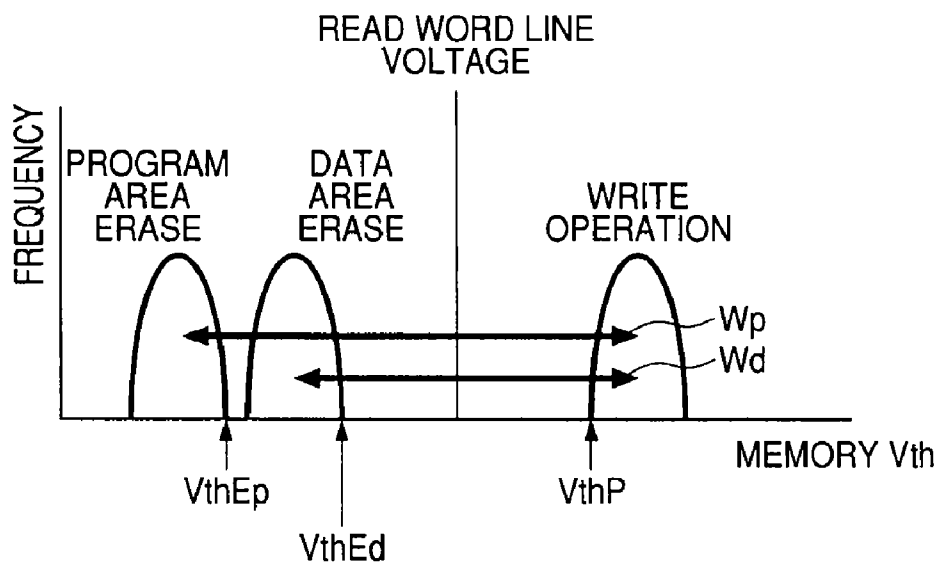 READ WORD LINE
VOLTAGE
FREQUENCY
PROGRAM
AREA
ERASE
DATA
AREA
ERASE
WRITE
OPERATION
Wp
Wd
MEMORY Vth
VthEp
VthP
VthEd